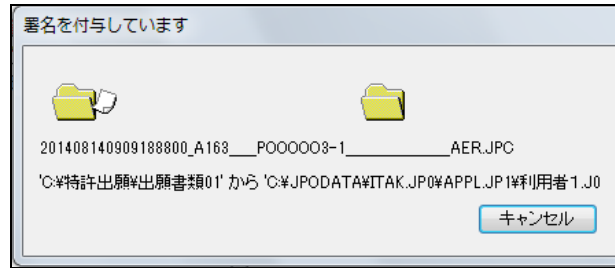 署名を付与しています
201408140909188800_A163___POOOOO3-1___________AER.JPC
'C:¥特許出願¥出願書類01' から 'C:¥JPODATA¥ITAK.JP0¥APPL.JP1¥利用者1.J0
キャンセル